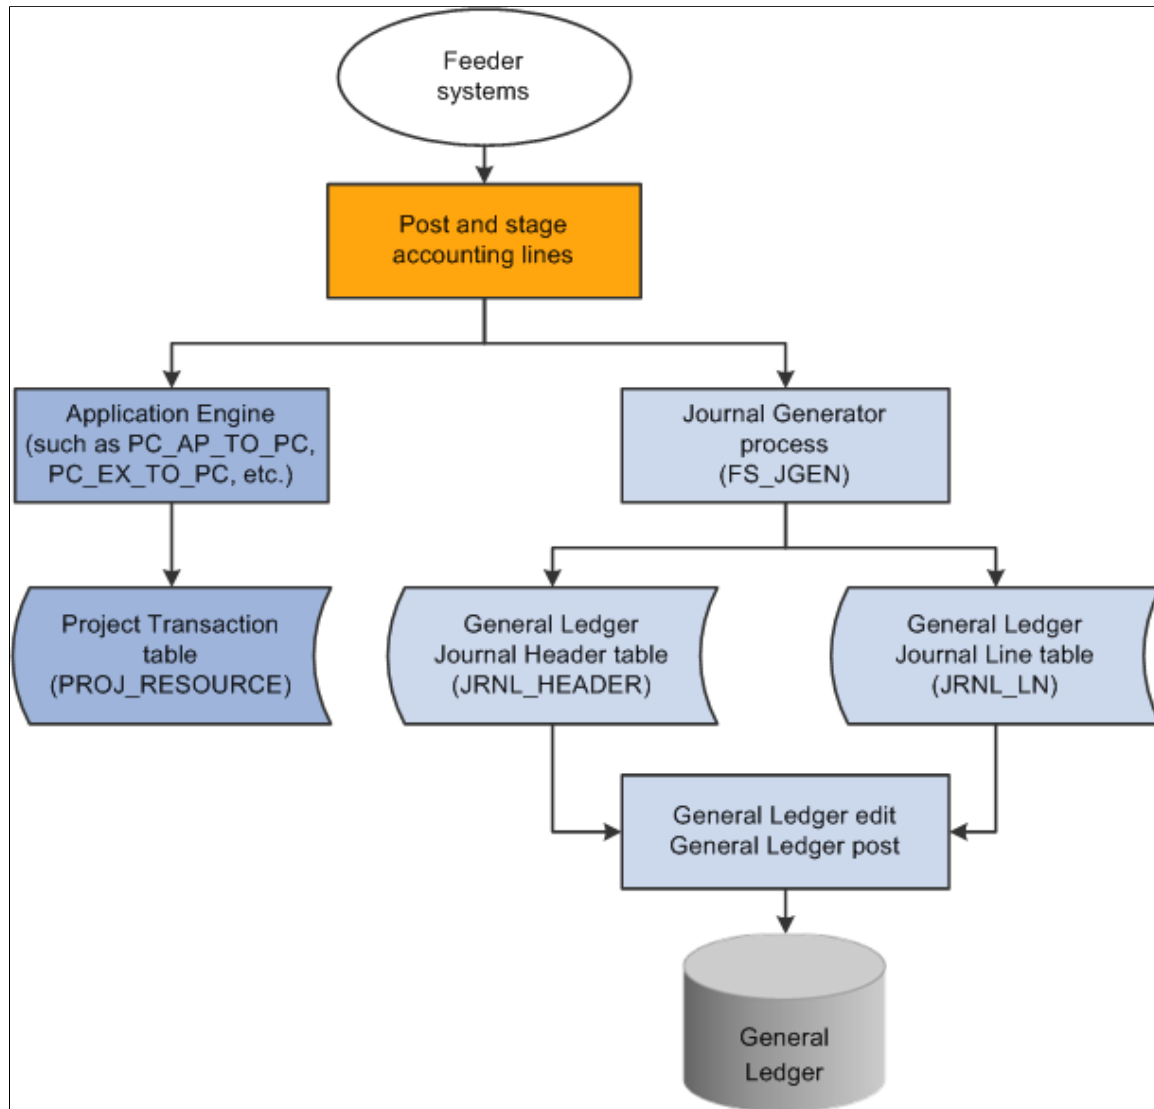 Feeder
systems
Post and stage
accounting lines
Application Engine
(such as PC_AP_TO_PC,
PC_EX_TO_PC, etc.)
Journal Generator
process
(FS_JGEN)
Project Transaction
table
(PROJ_RESOURCE)
General Ledger
Journal Header table
(JRNL_HEADER)
General Ledger
Journal Line table
(JRNL_LN)
General Ledger edit
General Ledger post
General
Ledger